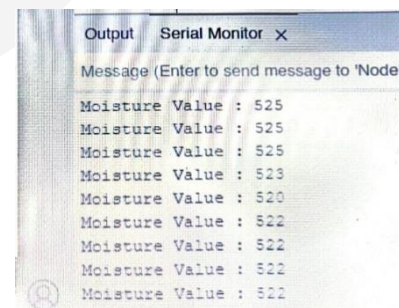 Output Serial Monitor ×
Message (Enter to send message to 'Node
Moisture Value : 525
Moisture Value : 525
Moisture Value : 525
Moisture Value : 523
Moisture Value : 520
Moisture Value : 522
Moisture Value : 522
Moisture Value : 522
Moisture Value : 522